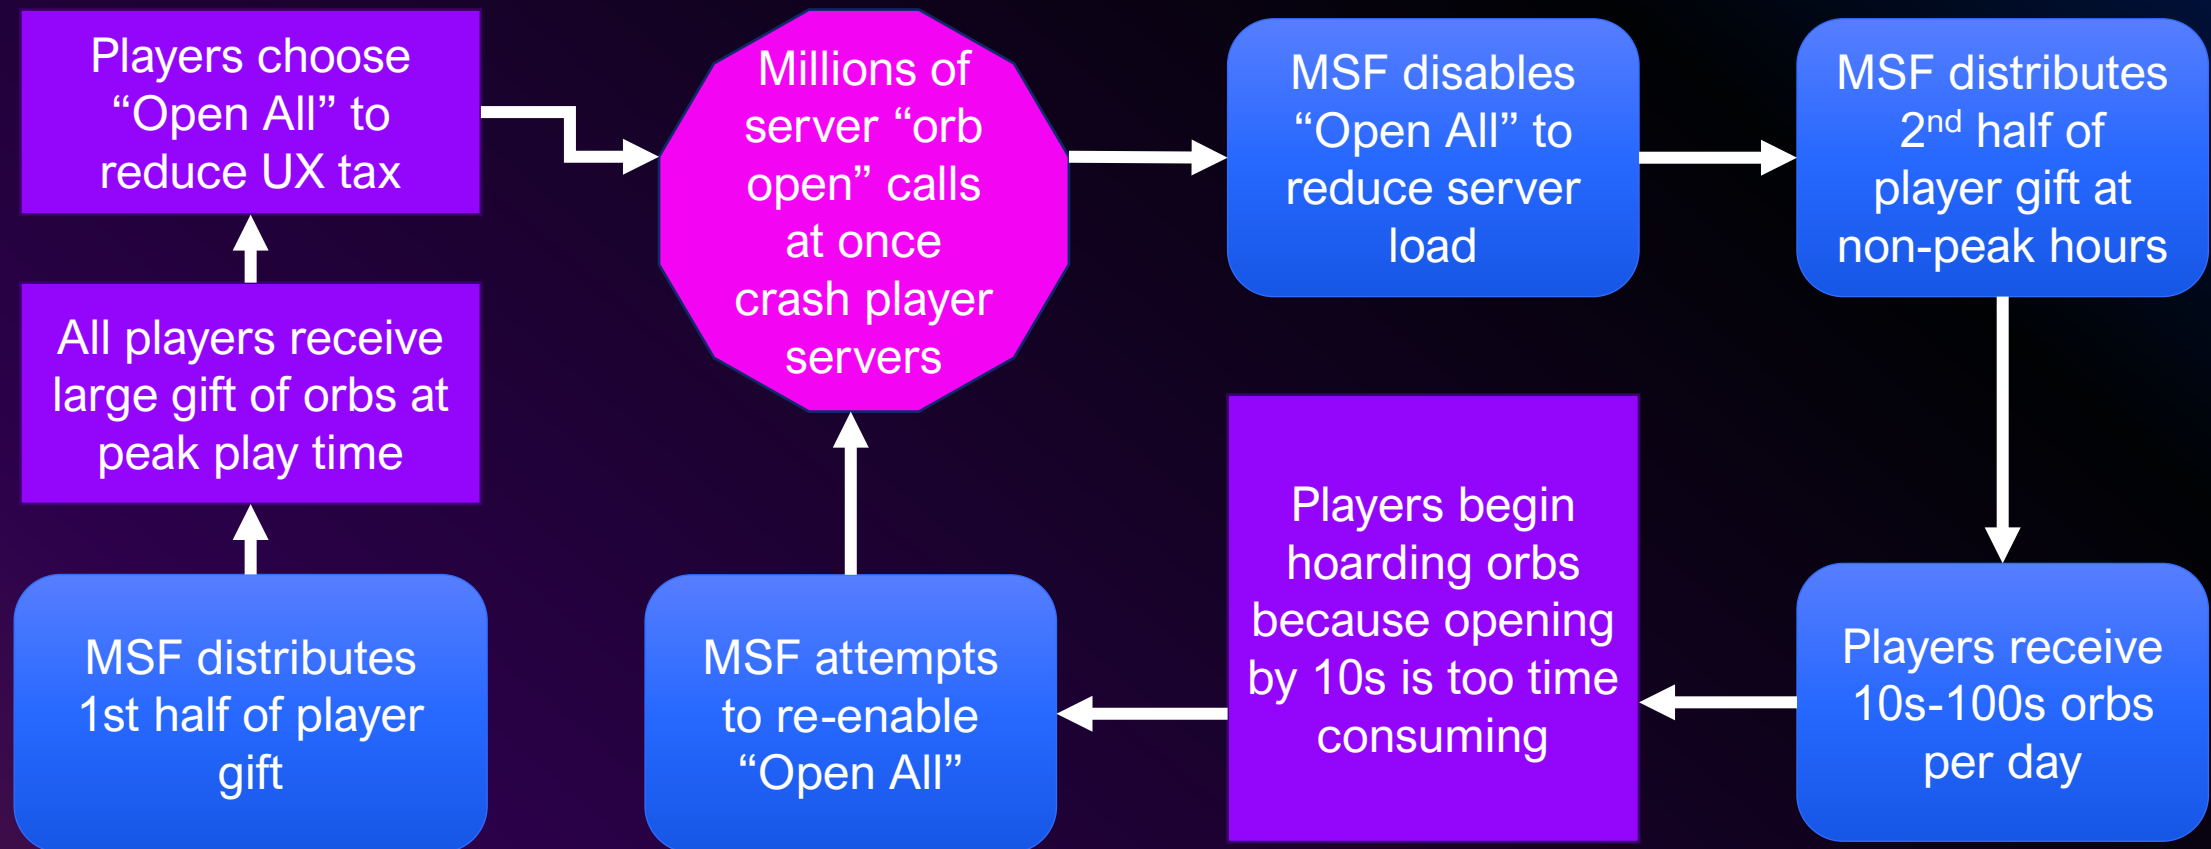 Players choose
“Open All” to
reduce UX tax
Millions of
server “orb
open” calls
at once
crash player
servers
MSF disables
“Open All” to
reduce server
load
MSF distributes
2nd half of
player gift at
non-peak hours
All players receive
large gift of orbs at
peak play time
Players begin
hoarding orbs
because opening
by 10s is too time
consuming
MSF distributes
1st half of player
gift
MSF attempts
to re-enable
“Open All”
Players receive
10s-100s orbs
per day